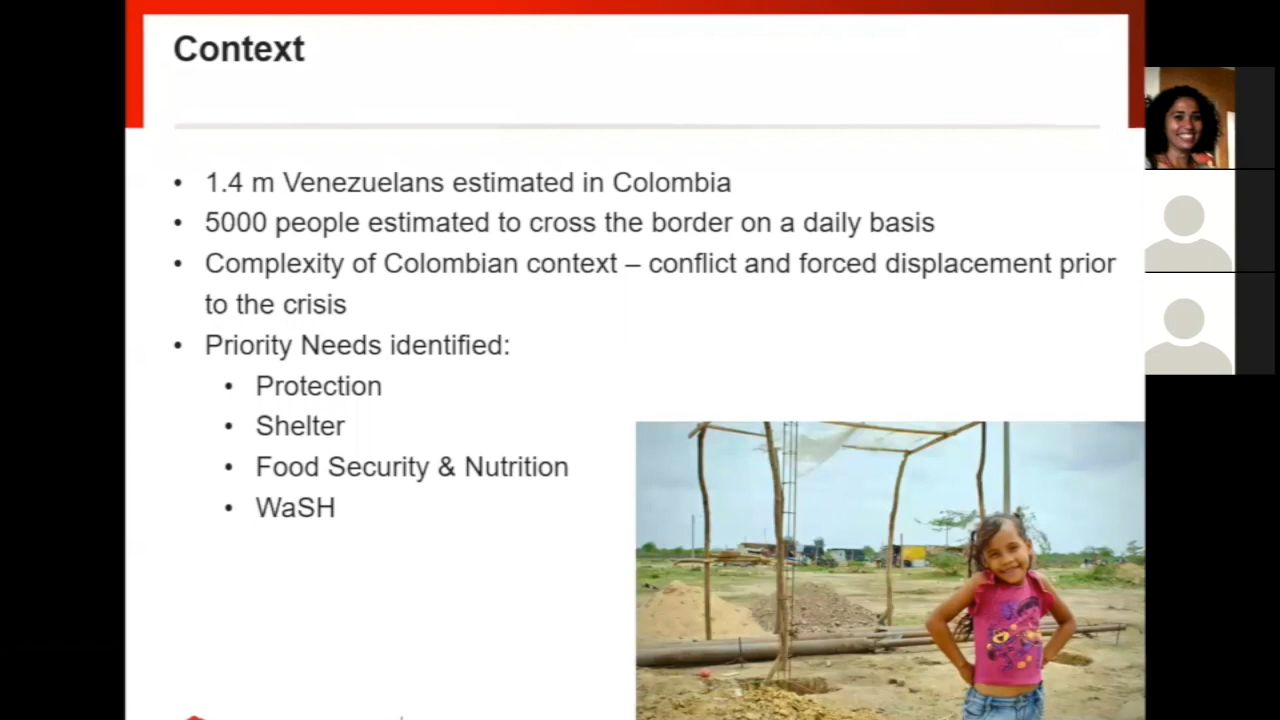 Context
• 1.4 m Venezuelans estimated in Colombia
• 5000 people estimated to cross the border on a daily basis
• Complexity of Colombian context – conflict and forced displacement prior
to the crisis
• Priority Needs identified:
• Protection
• Shelter
• Food Security & Nutrition
• WaSH